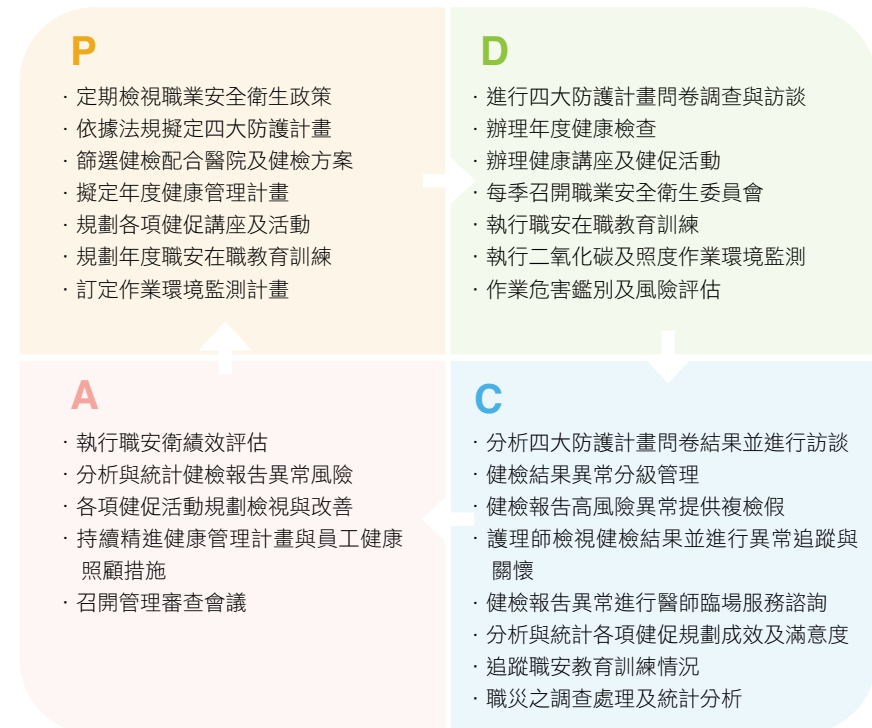 P
· 定期檢視職業安全衛生政策
· 依據法規擬定四大防護計畫
· 篩選健檢配合醫院及健檢方案
· 擬定年度健康管理計畫
· 規劃各項健促講座及活動
· 規劃年度職安在職教育訓練
· 訂定作業環境監測計畫
D
· 進行四大防護計畫問卷調查與訪談
· 辦理年度健康檢查
· 辦理健康講座及健促活動
· 每季召開職業安全衛生委員會
· 執行職安在職教育訓練
· 執行二氧化碳及照度作業環境監測
· 作業危害鑑別及風險評估
A
· 執行職安衛績效評估
· 分析與統計健檢報告異常風險
· 各項健促活動規劃檢視與改善
· 持續精進健康管理計畫與員工健康
照顧措施
· 召開管理審查會議
C
· 分析四大防護計畫問卷結果並進行訪談
· 健檢結果異常分級管理
· 健檢報告高風險異常提供複檢假
· 護理師檢視健檢結果並進行異常追蹤與
關懷
· 健檢報告異常進行醫師臨場服務諮詢
· 分析與統計各項健促規劃成效及滿意度
· 追蹤職安教育訓練情況
· 職災之調查處理及統計分析